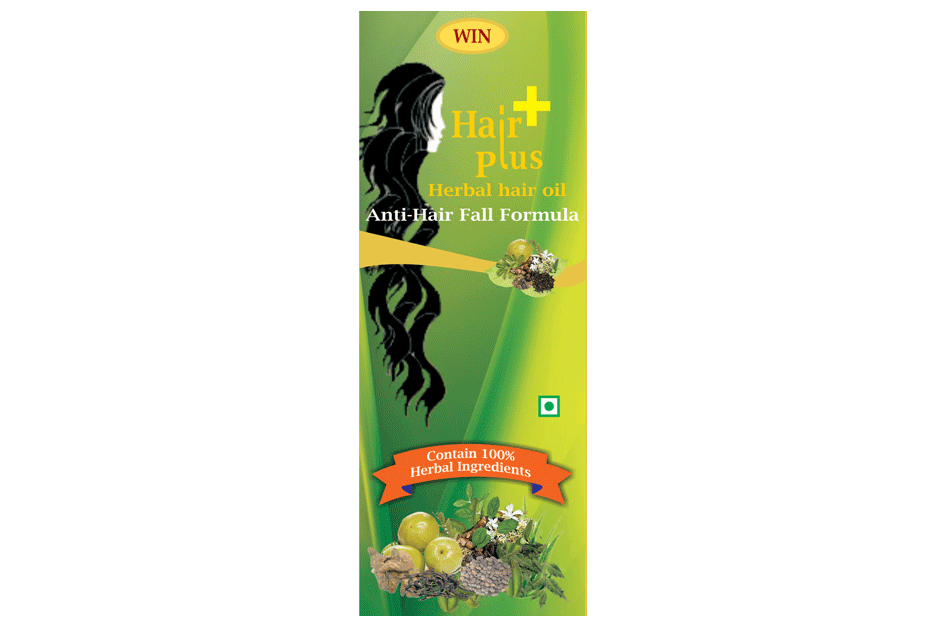 WIN
Hair
plus
Herbal hair oil
Anti-Hair Fall Formula
Contain 100%
Herbal Ingredients